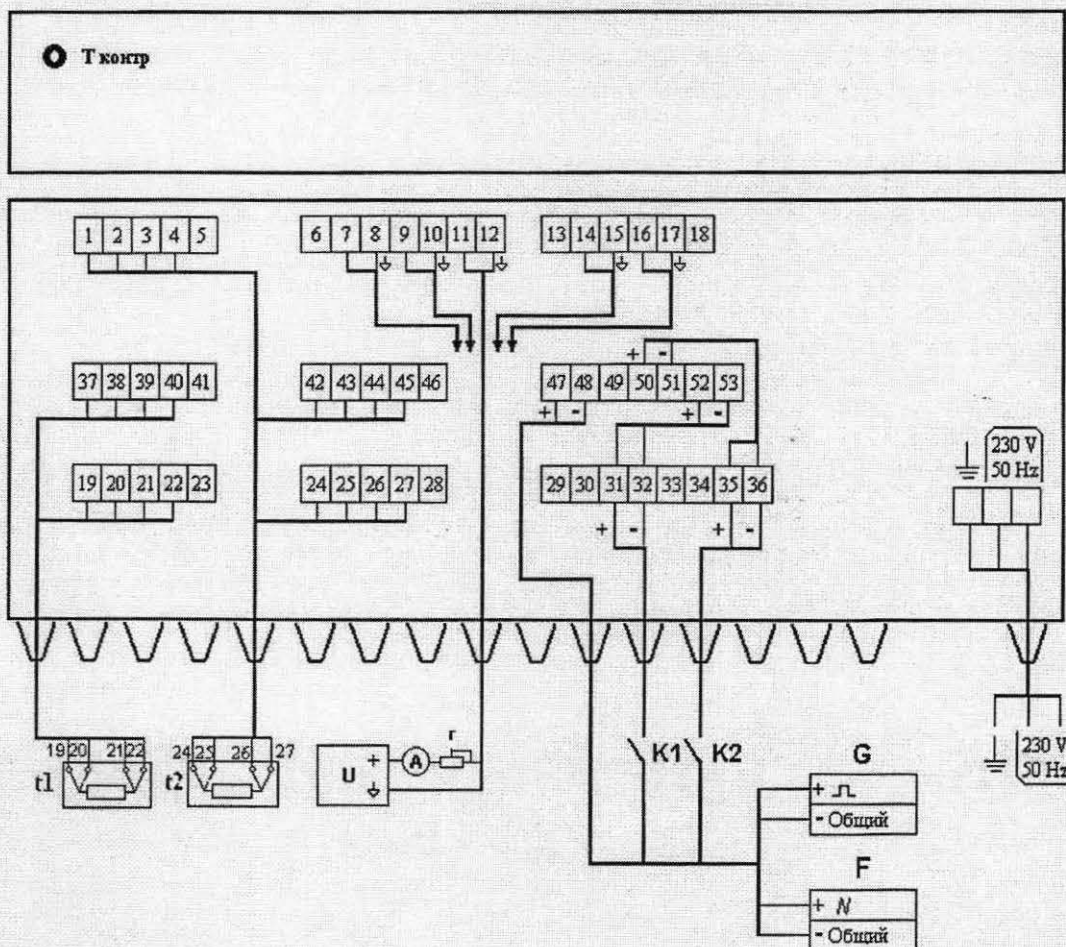 Т контр
1 2 3 4 5
6 7 8 9 10 11 12
13 14 15 16 17 18
+ -
37 38 39 40 41
42 43 44 45 46
47 48 49 50 51 52 53
+ - + -
230 V
50 Hz
19 20 21 22 23
24 25 26 27 28
29 30 31 32 33 34 35 36
+ - + -
19 20 21 22
t1
24 25 26 27
t2
U + A r
K1 K2
G
+
- Общий
F
+ N
- Общий
230 V
50 Hz